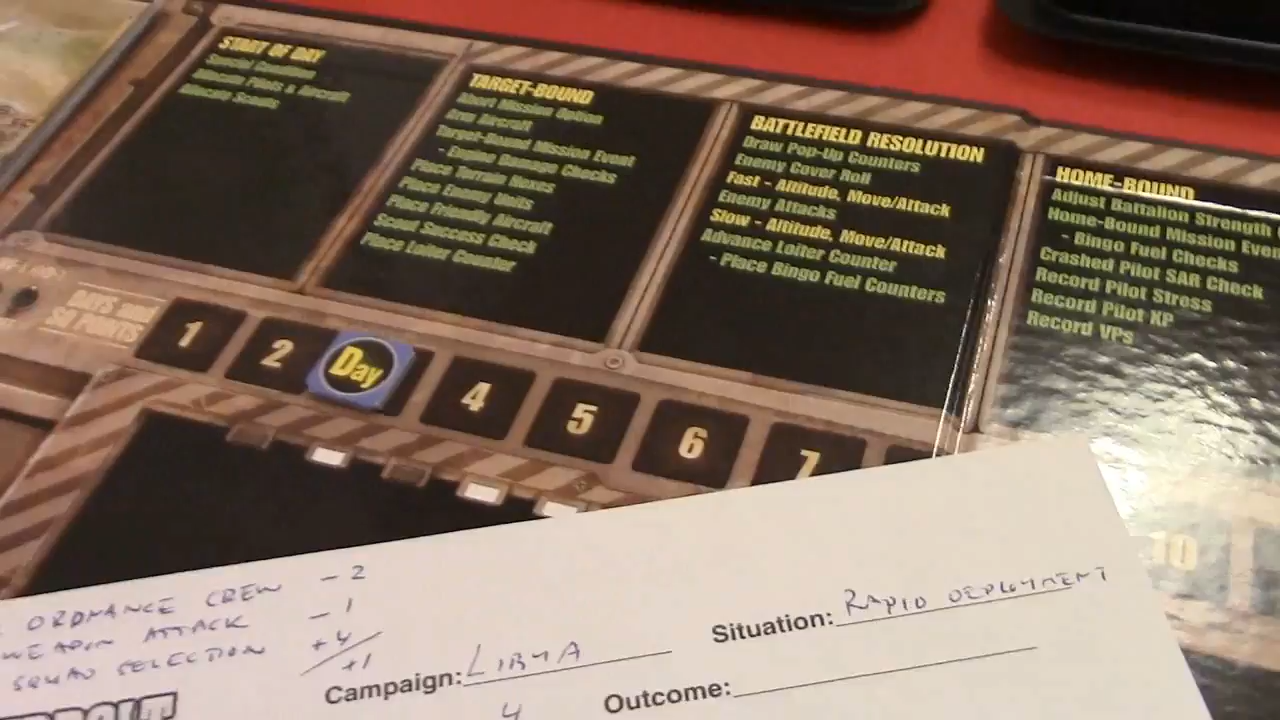 START OF DAY
Allocate Pilots & Aircraft
Allocate Scouts
TARGET-BOUND
Abort Mission Option
Arm Aircraft
Target-Bound Mission Event
- Engine Damage Checks
Place Terrain Hexes
Place Enemy Units
Place Friendly Aircraft
Scout Success Check
Place Loiter Counter
BATTLEFIELD RESOLUTION
Draw Pop-Up Counters
Enemy Cover Roll
Fast - Altitude, Move/Attack
Enemy Attacks
Slow - Altitude, Move/Attack
Advance Loiter Counter
- Place Bingo Fuel Counters
HOME-BOUND
Adjust Battalion Strength
Home-Bound Mission Even
- Bingo Fuel Checks
Crashed Pilot SAR Check
Record Pilot Stress
Record Pilot XP
Record VPs
DAYS and
SO POINTS
1
2
Day
4
5
6
7
10
ORDNANCE CREW -2
WEAPON ATTACK -1
SQUAD SELECTION +4
+1
Campaign: LIBYA
Situation: RAPID DEPLOYMENT
4
Outcome: